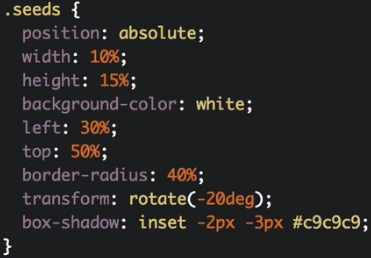 .seeds {
  position: absolute;
  width: 10%;
  height: 15%;
  background-color: white;
  left: 30%;
  top: 50%;
  border-radius: 40%;
  transform: rotate(-20deg);
  box-shadow: inset -2px -3px #c9c9c9;
}